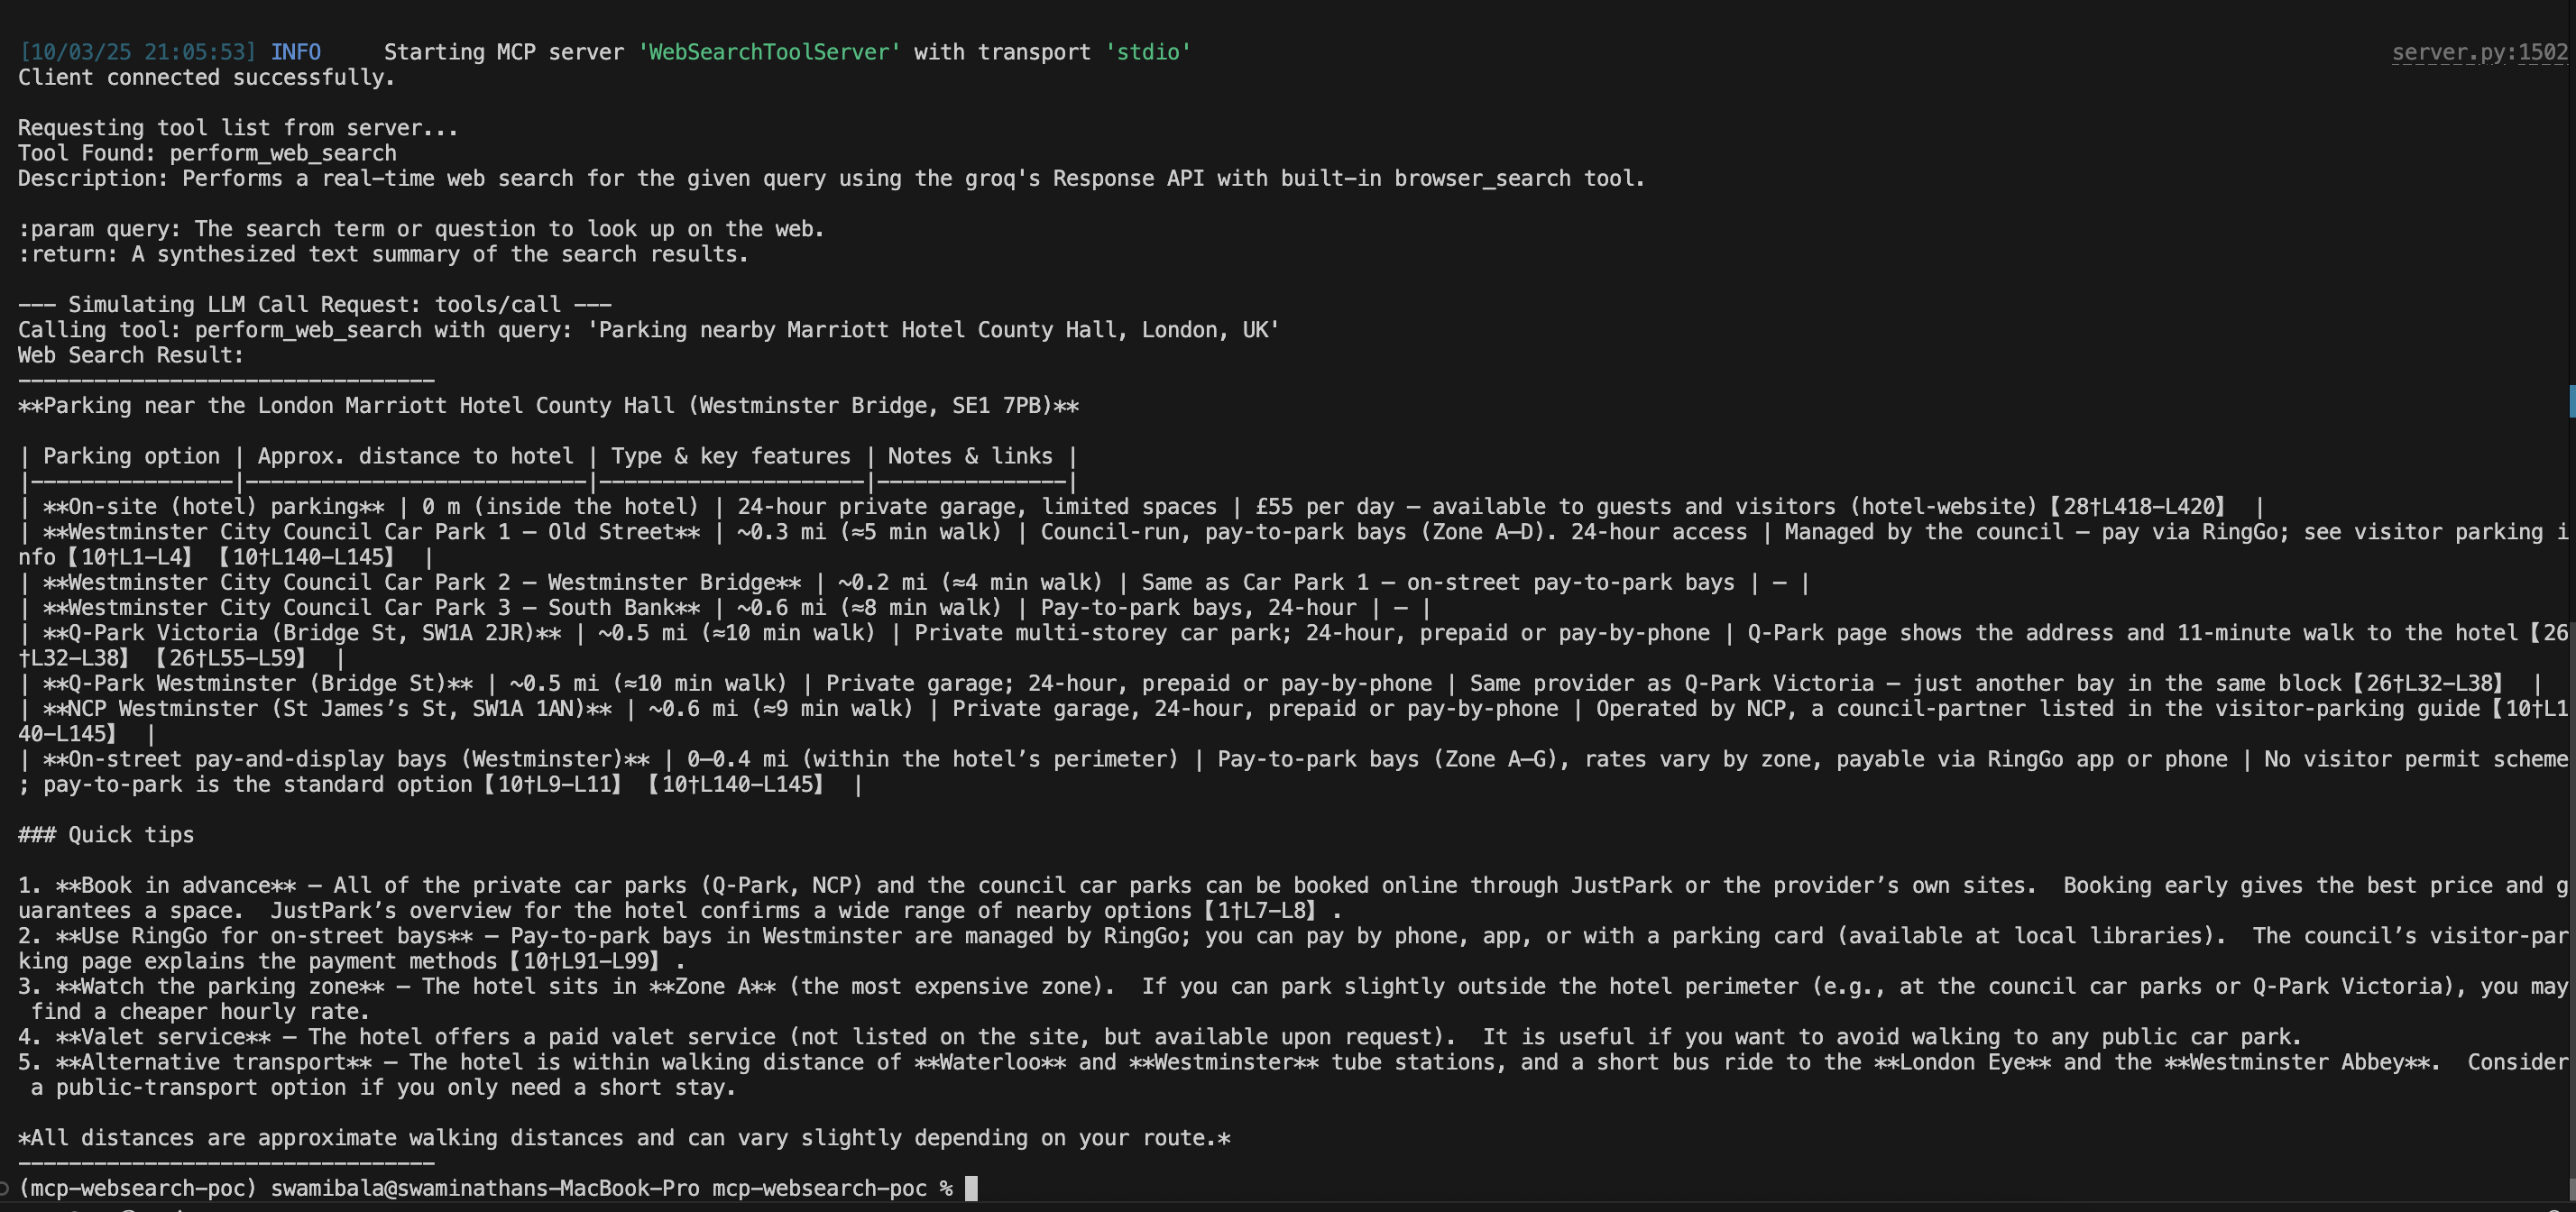 [10/03/25 21:05:53] INFO     Starting MCP server 'WebSearchToolServer' with transport 'stdio' server.py:1502
Client connected successfully.
Requesting tool list from server...
Tool Found: perform_web_search
Description: Performs a real-time web search for the given query using the groq's Response API with built-in browser_search tool.
:param query: The search term or question to look up on the web.
:return: A synthesized text summary of the search results.
--- Simulating LLM Call Request: tools/call ---
Calling tool: perform_web_search with query: 'Parking nearby Marriott Hotel County Hall, London, UK'
Web Search Result:
---------------------------------
**Parking near the London Marriott Hotel County Hall (Westminster Bridge, SE1 7PB)**
| Parking option | Approx. distance to hotel | Type & key features | Notes & links |
|----------------|---------------------------|---------------------|---------------|
| **On-site (hotel) parking** | 0 m (inside the hotel) | 24-hour private garage, limited spaces | £55 per day – available to guests and visitors (hotel-website)【28†L418-L420】 |
| **Westminster City Council Car Park 1 – Old Street** | ~0.3 mi (≈5 min walk) | Council-run, pay-to-park bays (Zone A–D). 24-hour access | Managed by the council – pay via RingGo; see visitor parking i
nfo【10†L1-L4】【10†L140-L145】 |
| **Westminster City Council Car Park 2 – Westminster Bridge** | ~0.2 mi (≈4 min walk) | Same as Car Park 1 – on-street pay-to-park bays | – |
| **Westminster City Council Car Park 3 – South Bank** | ~0.6 mi (≈8 min walk) | Pay-to-park bays, 24-hour | – |
| **Q-Park Victoria (Bridge St, SW1A 2JR)** | ~0.5 mi (≈10 min walk) | Private multi-storey car park; 24-hour, prepaid or pay-by-phone | Q-Park page shows the address and 11-minute walk to the hotel【26
†L32-L38】【26†L55-L59】 |
| **Q-Park Westminster (Bridge St)** | ~0.5 mi (≈10 min walk) | Private garage; 24-hour, prepaid or pay-by-phone | Same provider as Q-Park Victoria – just another bay in the same block【26†L32-L38】 |
| **NCP Westminster (St James’s St, SW1A 1AN)** | ~0.6 mi (≈9 min walk) | Private garage, 24-hour, prepaid or pay-by-phone | Operated by NCP, a council-partner listed in the visitor-parking guide【10†L1
40-L145】 |
| **On-street pay-and-display bays (Westminster)** | 0–0.4 mi (within the hotel’s perimeter) | Pay-to-park bays (Zone A–G), rates vary by zone, payable via RingGo app or phone | No visitor permit scheme
; pay-to-park is the standard option【10†L9-L11】【10†L140-L145】 |
### Quick tips
1. **Book in advance** – All of the private car parks (Q-Park, NCP) and the council car parks can be booked online through JustPark or the provider’s own sites.  Booking early gives the best price and g
uarantees a space.  JustPark’s overview for the hotel confirms a wide range of nearby options【1†L7-L8】.
2. **Use RingGo for on-street bays** – Pay-to-park bays in Westminster are managed by RingGo; you can pay by phone, app, or with a parking card (available at local libraries).  The council’s visitor-par
king page explains the payment methods【10†L91-L99】.
3. **Watch the parking zone** – The hotel sits in **Zone A** (the most expensive zone).  If you can park slightly outside the hotel perimeter (e.g., at the council car parks or Q-Park Victoria), you may
 find a cheaper hourly rate.
4. **Valet service** – The hotel offers a paid valet service (not listed on the site, but available upon request).  It is useful if you want to avoid walking to any public car park.
5. **Alternative transport** – The hotel is within walking distance of **Waterloo** and **Westminster** tube stations, and a short bus ride to the **London Eye** and the **Westminster Abbey**.  Consider
 a public-transport option if you only need a short stay.
*All distances are approximate walking distances and can vary slightly depending on your route.*
---------------------------------
(mcp-websearch-poc) swamibala@swaminathans-MacBook-Pro mcp-websearch-poc %